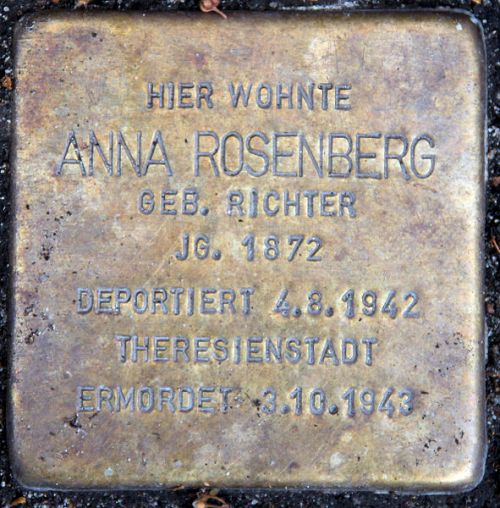 HIER WOHNTE
ANNA ROSENBERG
GEB. RICHTER
JG. 1872
DEPORTIERT 4.8.1942
THERESIENSTADT
ERMORDET 3.10.1943